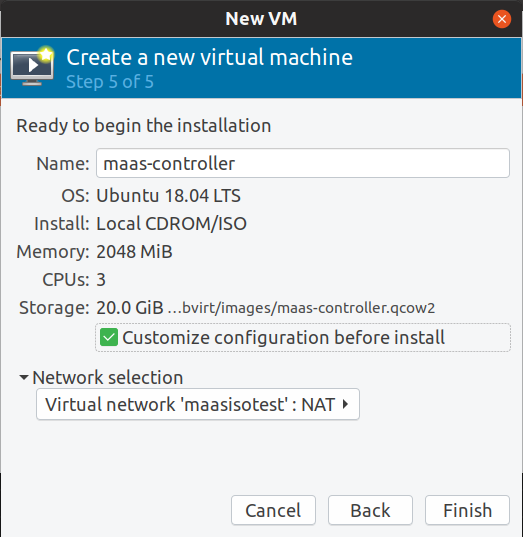 New VM
Create a new virtual machine
Step 5 of 5
Ready to begin the installation
Name: maas-controller
OS: Ubuntu 18.04 LTS
Install: Local CDROM/ISO
Memory: 2048 MiB
CPUs: 3
Storage: 20.0 GiB ...bvirt/images/maas-controller.qcow2
Customize configuration before install
Network selection
Virtual network 'maasisotest' : NAT
Cancel Back Finish